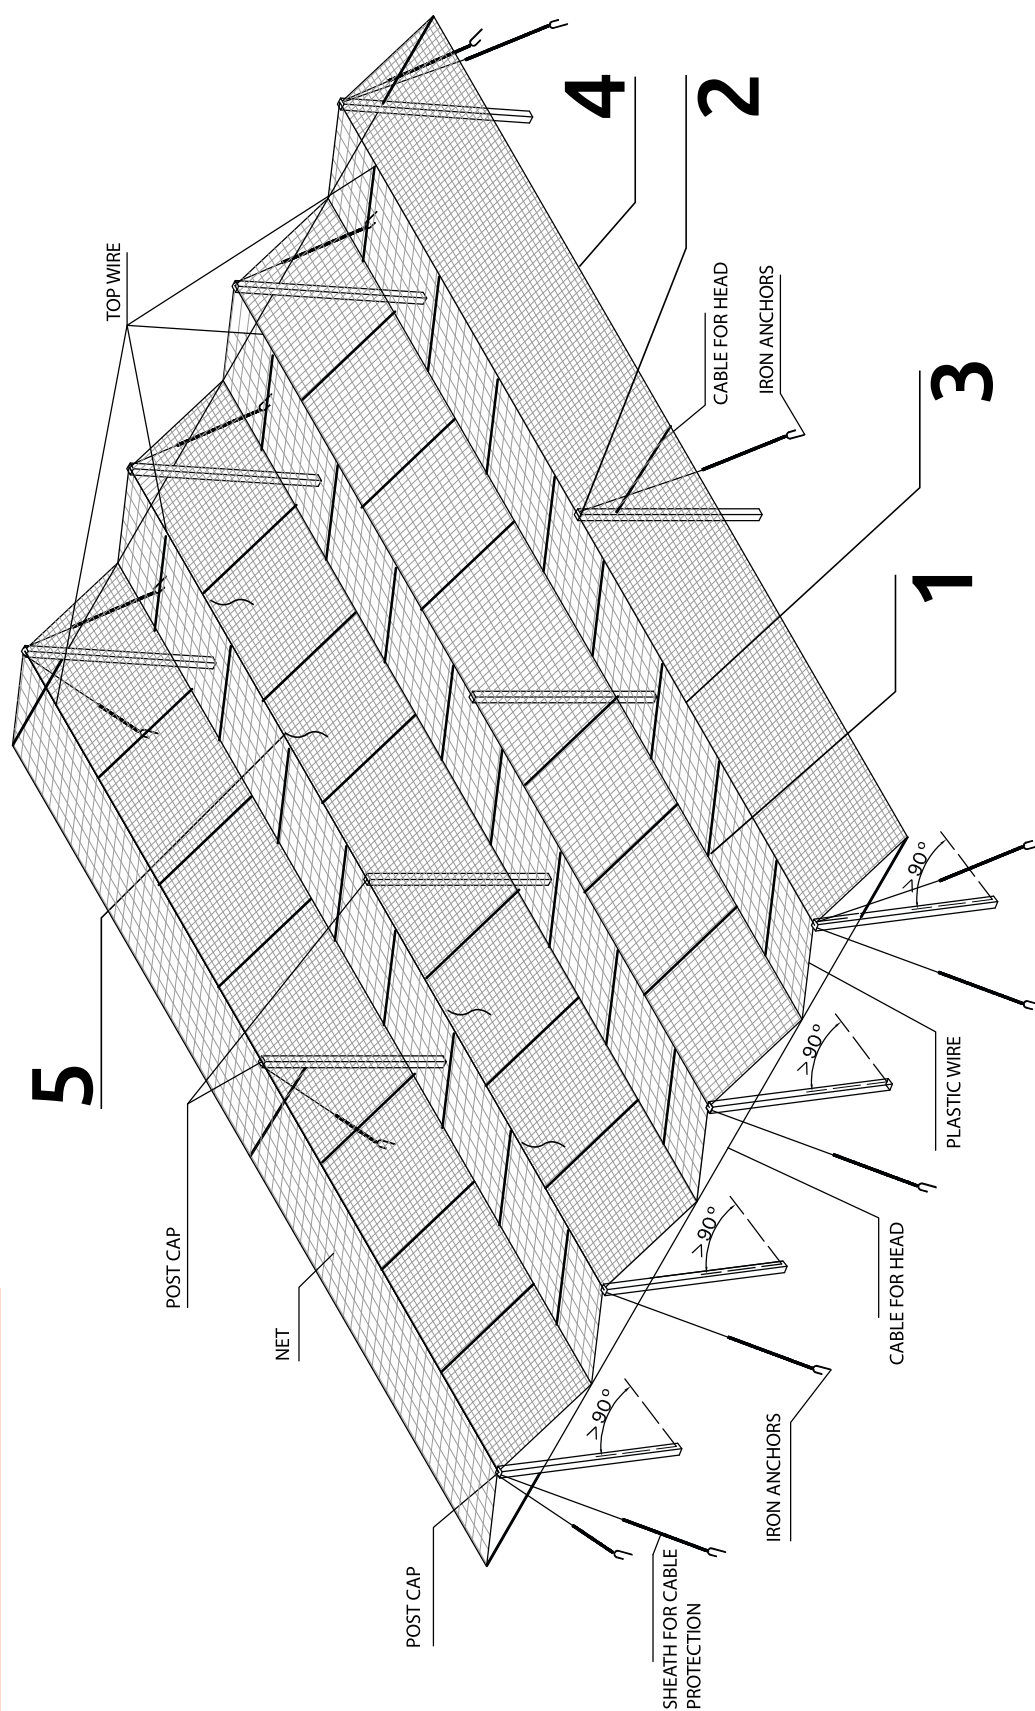 5
TOP WIRE
POST CAP
NET
POST CAP
4
>90°
SHEATH FOR CABLE
PROTECTION
>90°
CABLE FOR HEAD
2
IRON ANCHORS
IRON ANCHORS
>90°
CABLE FOR HEAD
>90°
1
PLASTIC WIRE
3